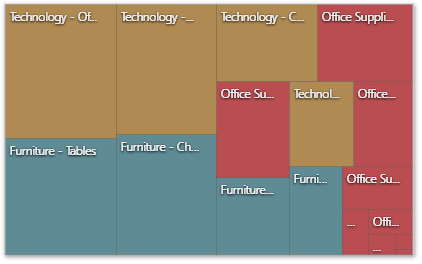 Technology - Of...
Technology -...
Technology - C...
Office Suppli...
Office Su...
Technol...
Office...
Furniture - Tables
Furniture - Ch...
Furniture...
Furni...
Office Su...
...
Offi...
...